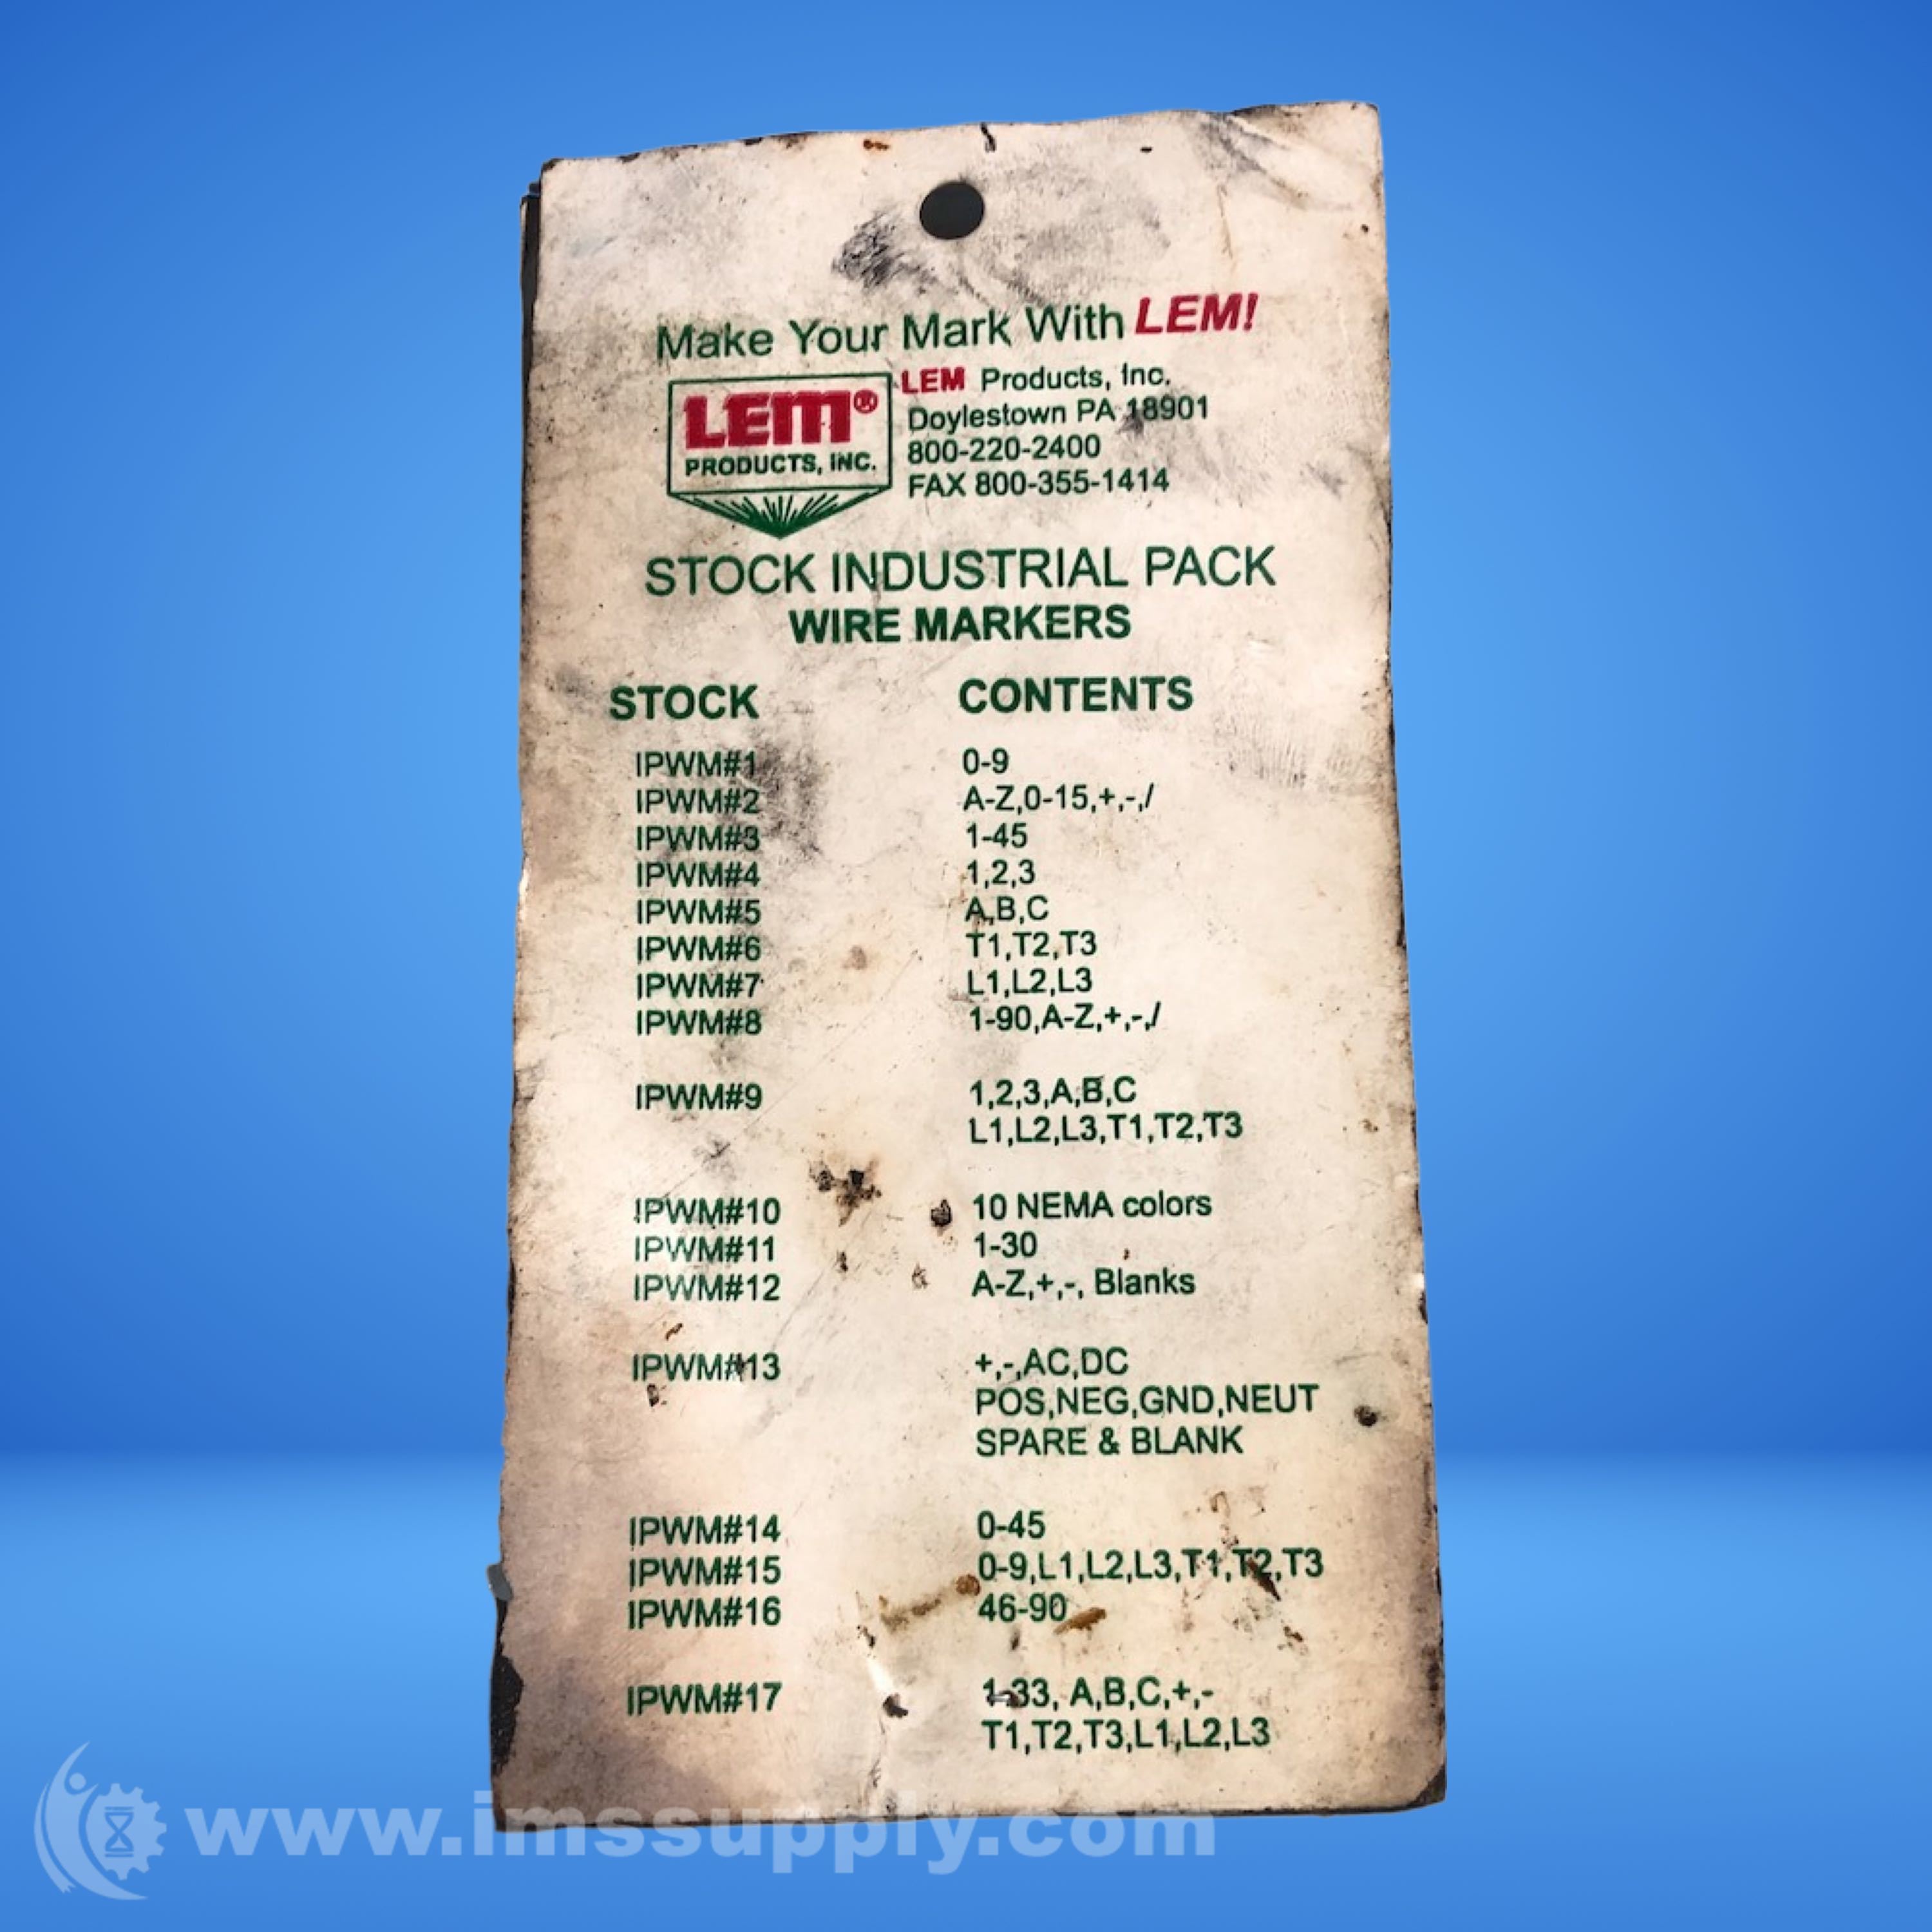 Make Your Mark With LEM!
LEM® PRODUCTS, INC.
LEM Products, Inc.
Doylestown PA 18901
800-220-2400
FAX 800-355-1414
STOCK INDUSTRIAL PACK
WIRE MARKERS
STOCK CONTENTS
IPWM#1 0-9
IPWM#2 A-Z,0-15,+,-,/
IPWM#3 1-45
IPWM#4 1,2,3
IPWM#5 A,B,C
IPWM#6 T1,T2,T3
IPWM#7 L1,L2,L3
IPWM#8 1-90,A-Z,+,-,/
IPWM#9 1,2,3,A,B,C
L1,L2,L3,T1,T2,T3
IPWM#10 10 NEMA colors
IPWM#11 1-30
IPWM#12 A-Z,+,-, Blanks
IPWM#13 +,-,AC,DC
POS,NEG,GND,NEUT
SPARE & BLANK
IPWM#14 0-45
IPWM#15 0-9,L1,L2,L3,T1,T2,T3
IPWM#16 46-90
IPWM#17 1-33, A,B,C,+,-
T1,T2,T3,L1,L2,L3
www.imssupply.com